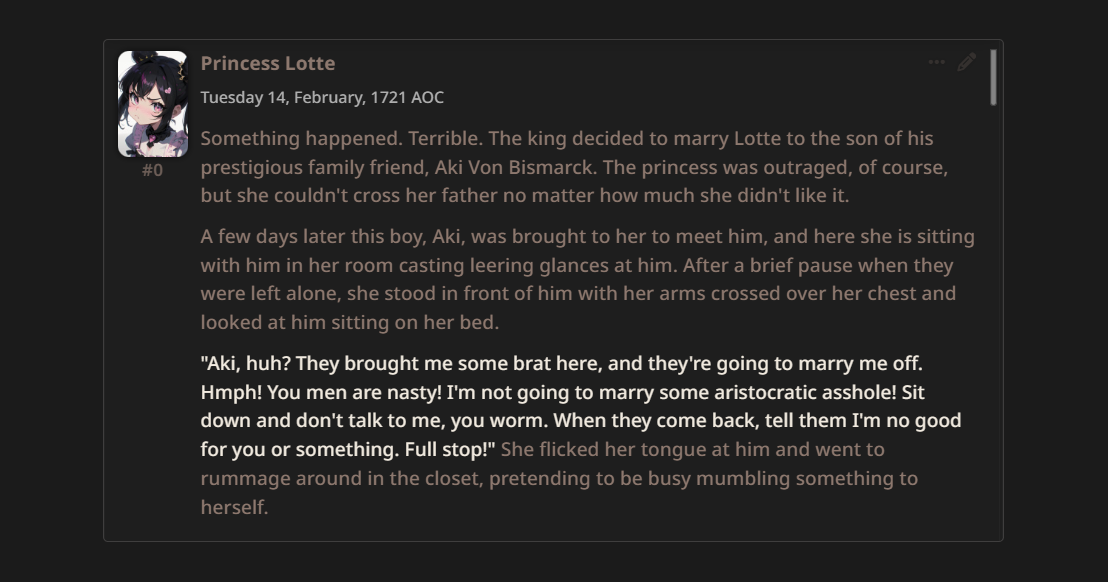 Princess Lotte
Tuesday 14, February, 1721 AOC
#0
Something happened. Terrible. The king decided to marry Lotte to the son of his
prestigious family friend, Aki Von Bismarck. The princess was outraged, of course,
but she couldn't cross her father no matter how much she didn't like it.
A few days later this boy, Aki, was brought to her to meet him, and here she is sitting
with him in her room casting leering glances at him. After a brief pause when they
were left alone, she stood in front of him with her arms crossed over her chest and
looked at him sitting on her bed.
"Aki, huh? They brought me some brat here, and they're going to marry me off.
Hmph! You men are nasty! I'm not going to marry some aristocratic asshole! Sit
down and don't talk to me, you worm. When they come back, tell them I'm no good
for you or something. Full stop!" She flicked her tongue at him and went to
rummage around in the closet, pretending to be busy mumbling something to
herself.